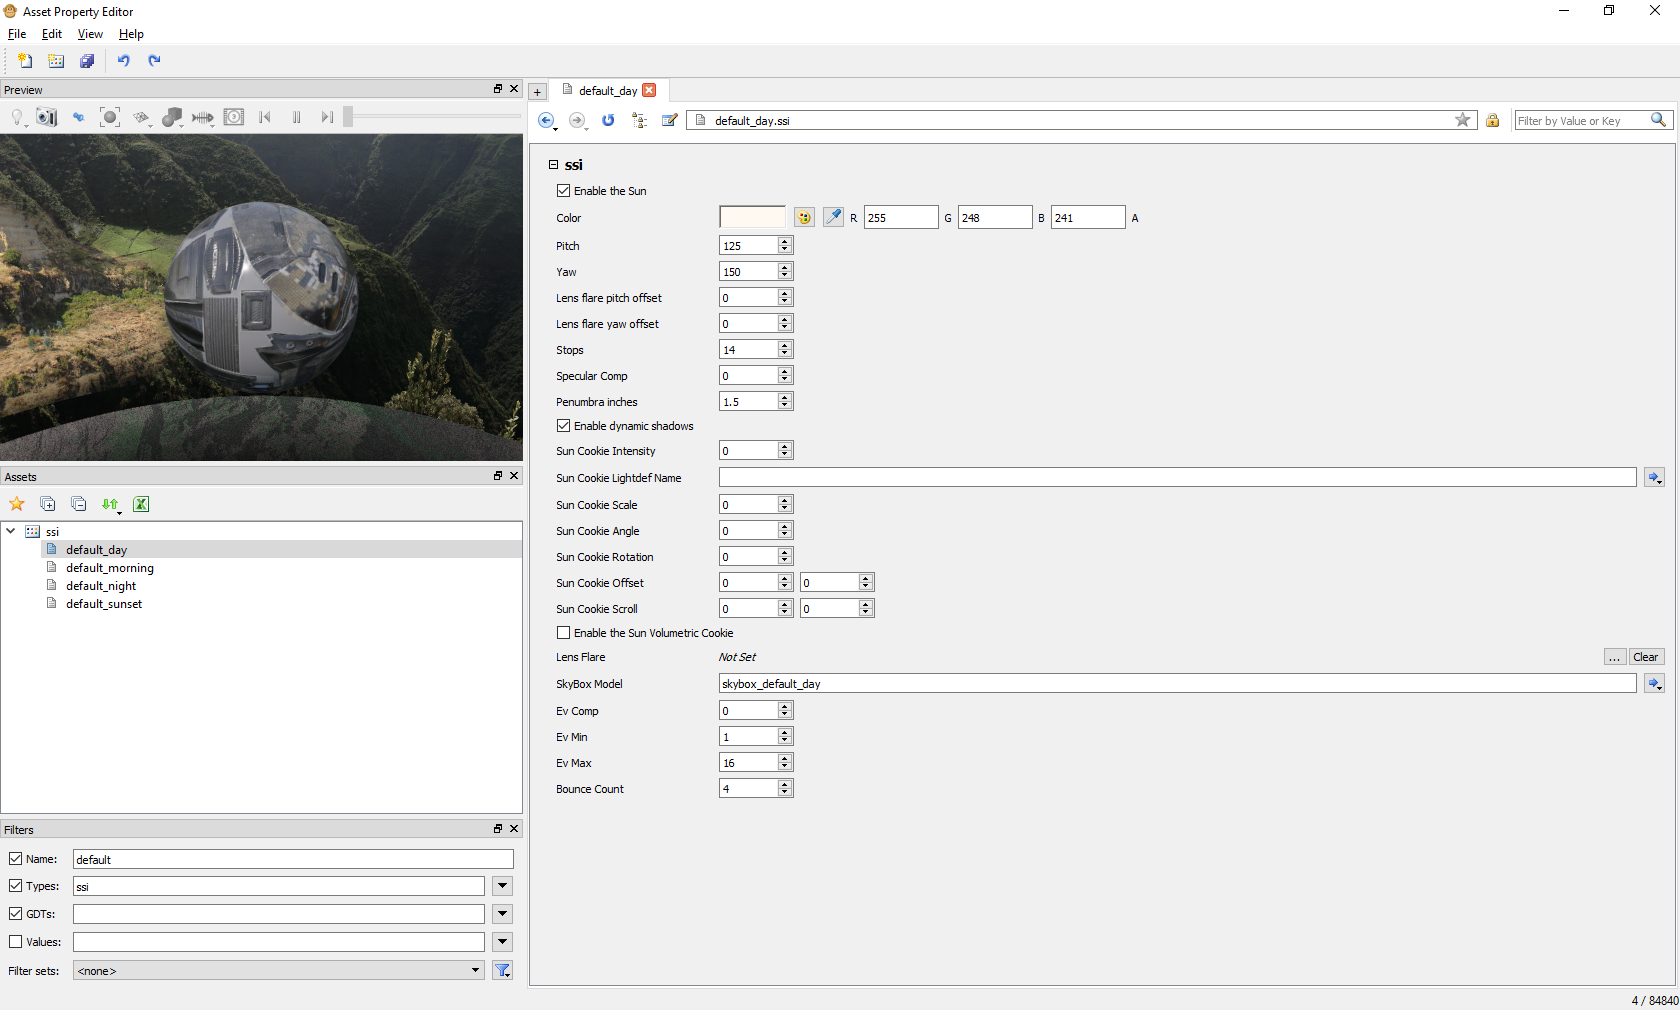 Asset Property Editor
File Edit View Help
Preview
+ default_day
default_day.ssi Filter by Value or Key
ssi
Enable the Sun
Color R 255 G 248 B 241 A
Pitch 125
Yaw 150
Lens flare pitch offset 0
Lens flare yaw offset 0
Stops 14
Specular Comp 0
Penumbra inches 1.5
Enable dynamic shadows
Sun Cookie Intensity 0
Sun Cookie Lightdef Name
Sun Cookie Scale 0
Sun Cookie Angle 0
Sun Cookie Rotation 0
Sun Cookie Offset 0 0
Sun Cookie Scroll 0 0
Enable the Sun Volumetric Cookie
Lens Flare Not Set ... Clear
SkyBox Model skybox_default_day
Ev Comp 0
Ev Min 1
Ev Max 16
Bounce Count 4
Assets
ssi
default_day
default_morning
default_night
default_sunset
Filters
Name: default
Types: ssi
GDTs:
Values:
Filter sets: <none>
4 / 84840